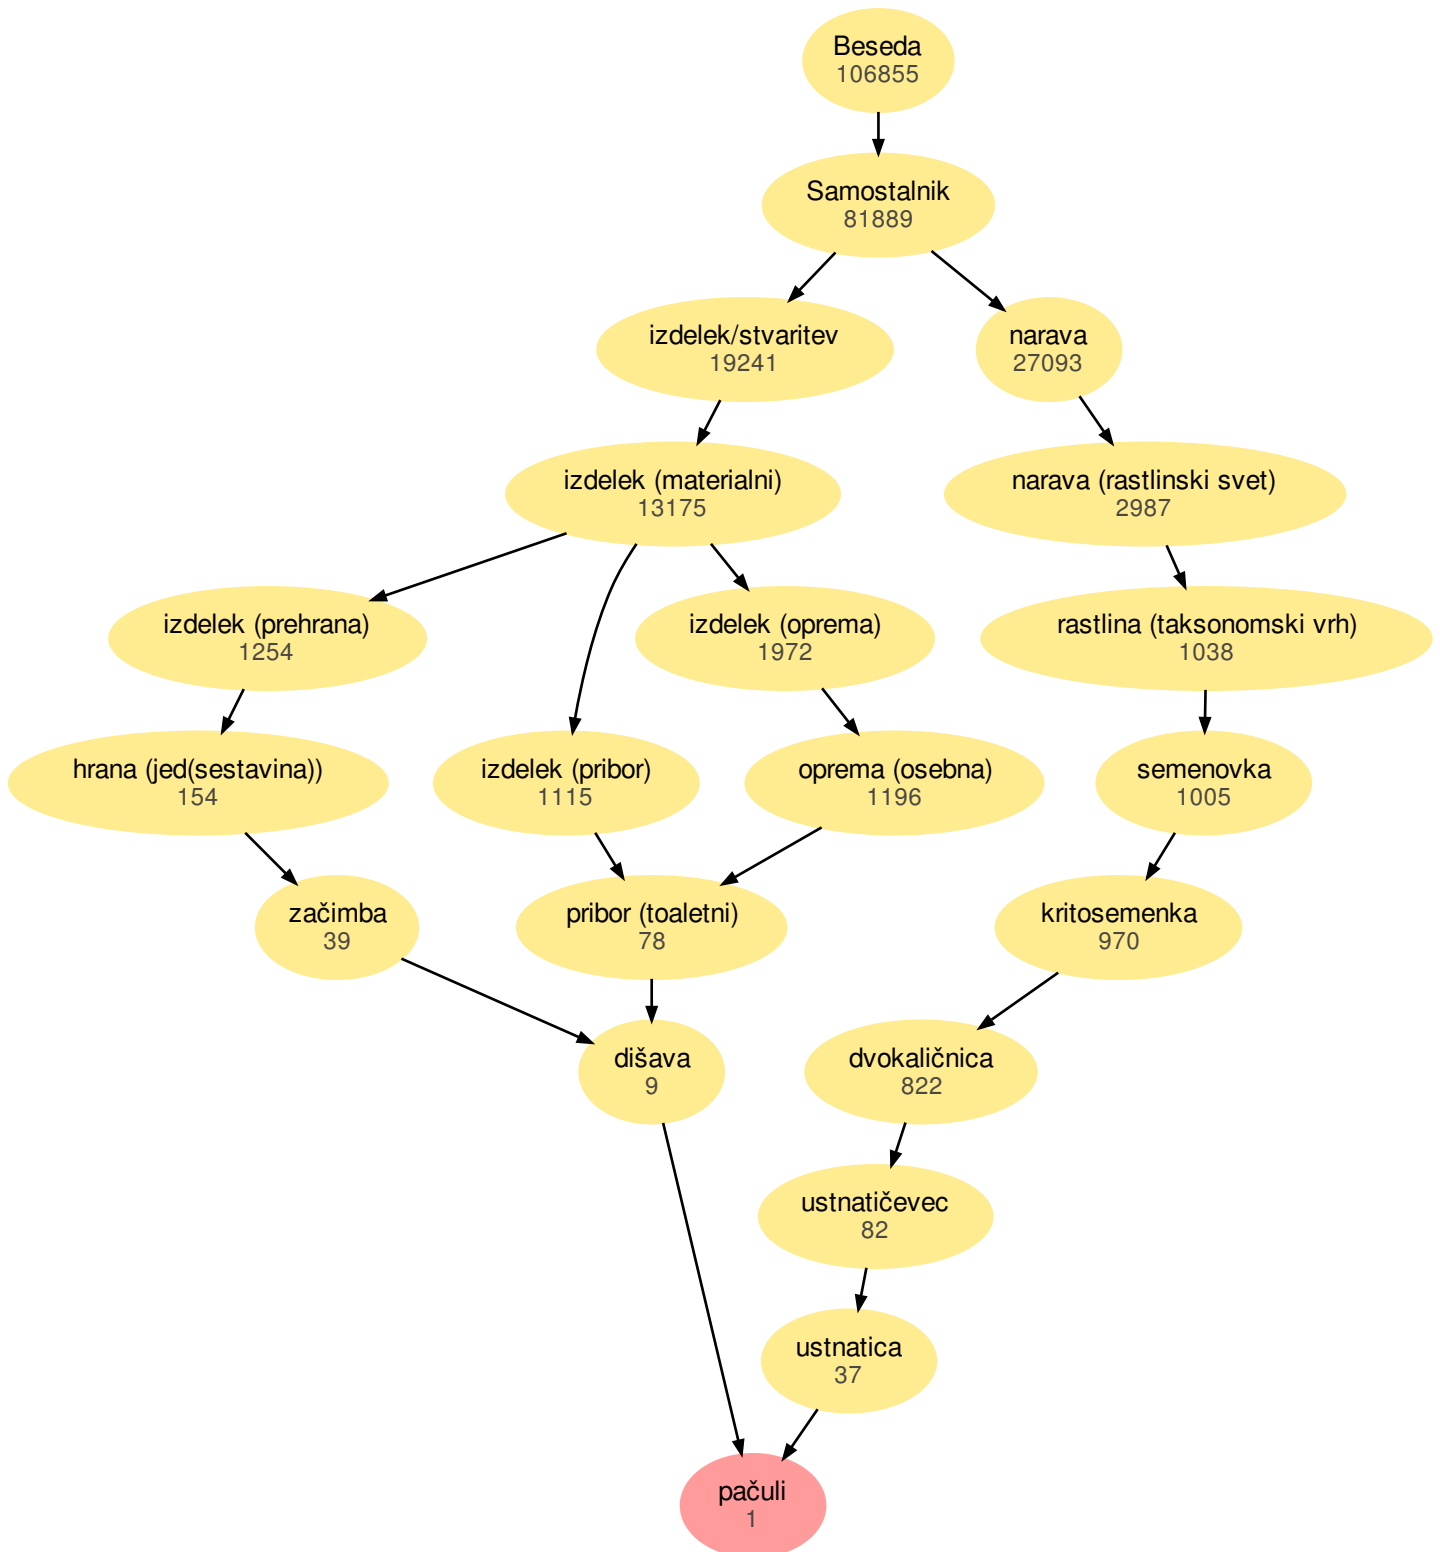 Beseda
106855
Samostalnik
81889
izdelek/stvaritev
19241
narava
27093
izdelek (materialni)
13175
narava (rastlinski svet)
2987
izdelek (prehrana)
1254
izdelek (oprema)
1972
rastlina (taksonomski vrh)
1038
hrana (jed(sestavina))
154
izdelek (pribor)
1115
oprema (osebna)
1196
semenovka
1005
začimba
39
pribor (toaletni)
78
kritosemenka
970
dišava
9
dvokaličnica
822
ustnatičevec
82
ustnatica
37
pačuli
1